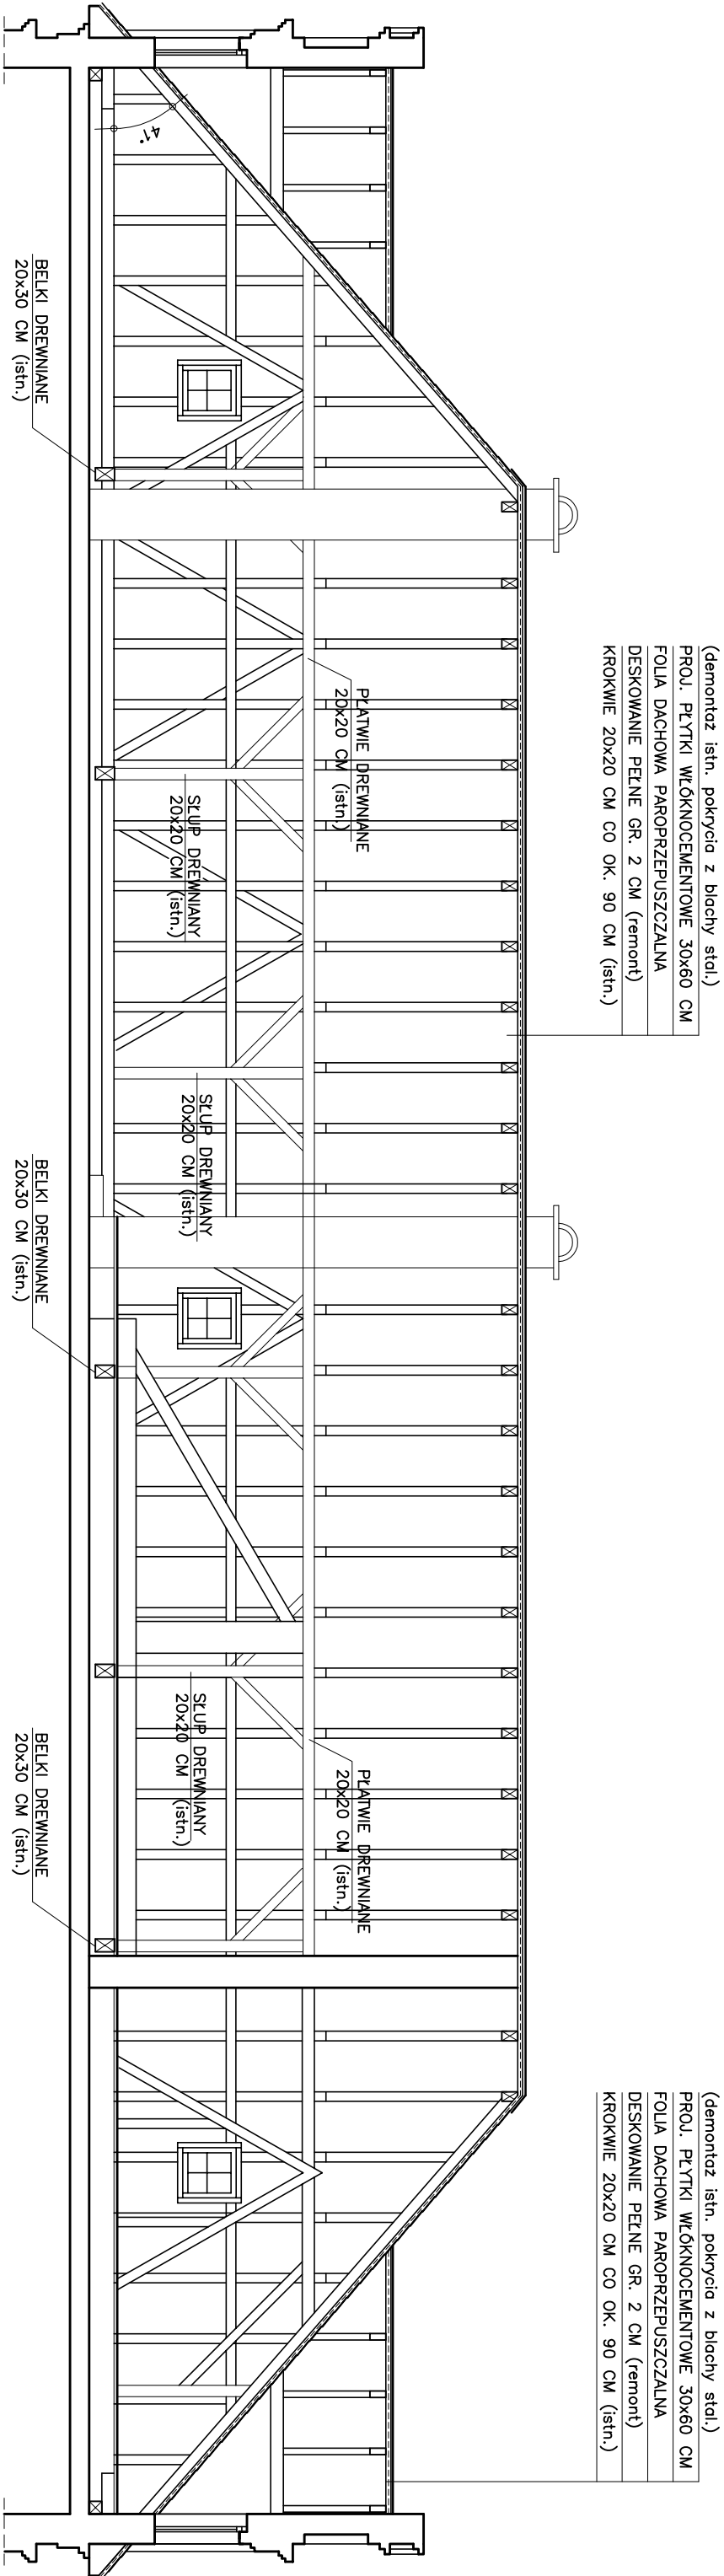 (demontaż istn. pokrycia z blachy stal.)
PROJ. PŁYTKI WŁÓKNOCEMENTOWE 30x60 CM
FOLIA DACHOWA PAROPRZEPUSZCZALNA
DESKOWANIE PEŁNE GR. 2 CM (remont)
KROKWIE 20x20 CM CO OK. 90 CM (istn.)
(demontaż istn. pokrycia z blachy stal.)
PROJ. PŁYTKI WŁÓKNOCEMENTOWE 30x60 CM
FOLIA DACHOWA PAROPRZEPUSZCZALNA
DESKOWANIE PEŁNE GR. 2 CM (remont)
KROKWIE 20x20 CM CO OK. 90 CM (istn.)
PŁATWIE DREWNIANE
20x20 CM (istn.)
PŁATWIE DREWNIANE
20x20 CM (istn.)
SŁUP DREWNIANY
20x20 CM (istn.)
SŁUP DREWNIANY
20x20 CM (istn.)
SŁUP DREWNIANY
20x20 CM (istn.)
41°
BELKI DREWNIANE
20x30 CM (istn.)
BELKI DREWNIANE
20x30 CM (istn.)
BELKI DREWNIANE
20x30 CM (istn.)